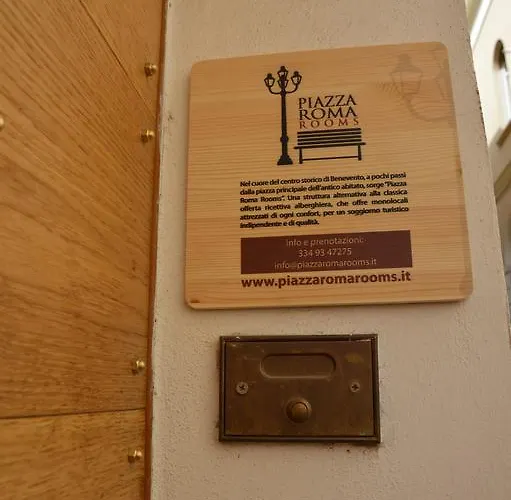 PIAZZA
ROMA
ROOMS
Nel cuore del centro storico di Benevento, a pochi passi
dalla piazza principale dell'antico abitato, sorge "Piazza
Roma Rooms". Una struttura alternativa alla classica
offerta ricettiva alberghiera, che offre monolocali
attrezzati di ogni confort, per un soggiorno turistico
indipendente e di qualità.
info e prenotazioni:
334 93 47275
info@piazzaromarooms.it
www.piazzaromarooms.it